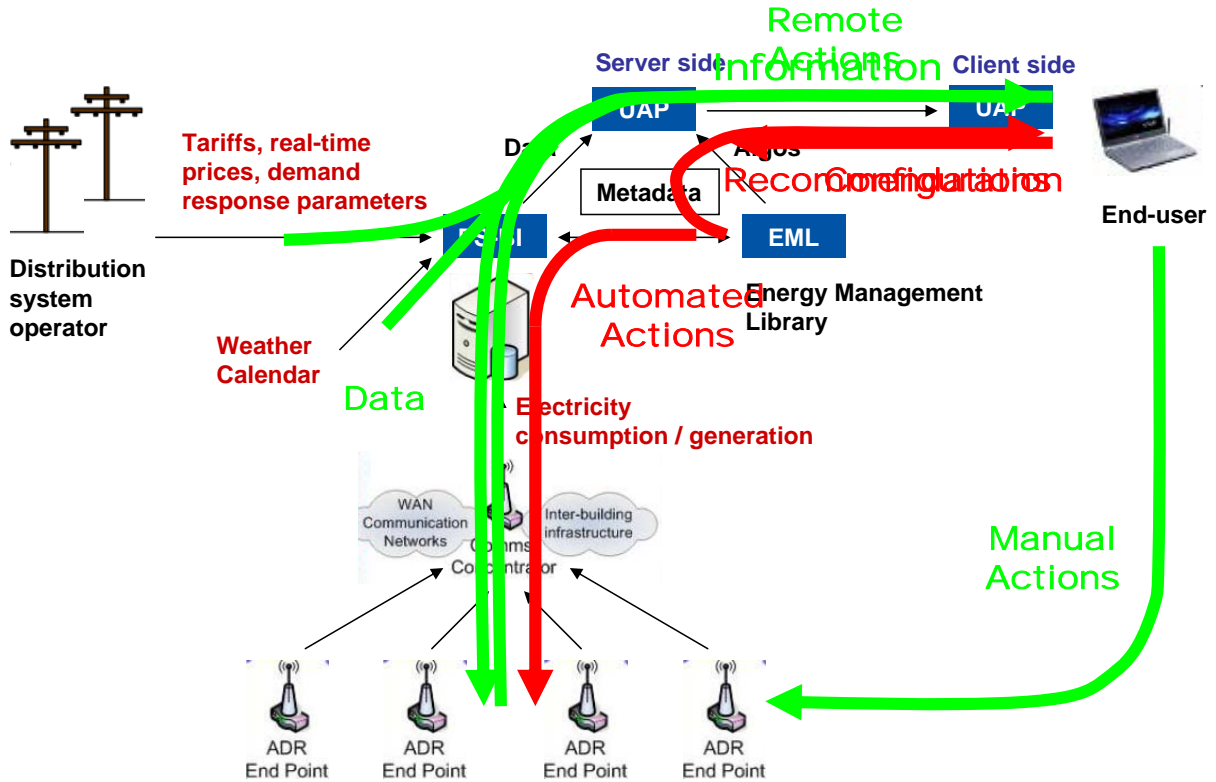 Remote
Actions
Information
Server side
Client side
UAP
UAP
Tariffs, real-time
prices, demand
response parameters
Data
Algos
Recommendation
Configurations
Metadata
End-user
EML
Distribution
system
operator
Automated
Actions
Energy Management
Library
Weather
Calendar
Data
Electricity
consumption / generation
WAN
Communication
Networks
Inter-building
infrastructure
Comms
Concentrator
Manual
Actions
ADR
End Point
ADR
End Point
ADR
End Point
ADR
End Point